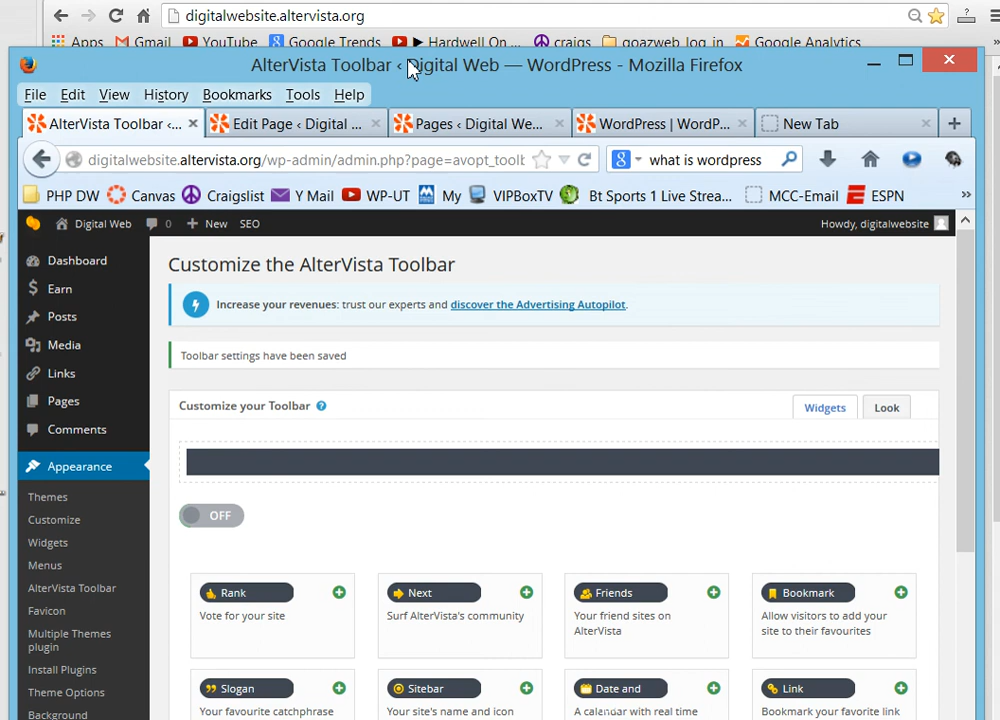 digitalwebsite.altervista.org
Apps Gmail YouTube Google Trends ► Hardwell On ... craigs goazweb log in Google Analytics
AlterVista Toolbar ‹ Digital Web — WordPress - Mozilla Firefox
File Edit View History Bookmarks Tools Help
AlterVista Toolbar ‹... × Edit Page ‹ Digital ... × Pages ‹ Digital We... × WordPress | WordP... × New Tab × +
digitalwebsite.altervista.org/wp-admin/admin.php?page=avopt_toolb 8 what is wordpress
PHP DW Canvas Craigslist Y Mail WP-UT My VIPBoxTV Bt Sports 1 Live Strea... MCC-Email ESPN »
Digital Web 0 + New SEO Howdy, digitalwebsite
Dashboard
Earn
Posts
Media
Links
Pages
Comments
Appearance
Themes
Customize
Widgets
Menus
AlterVista Toolbar
Favicon
Multiple Themes
plugin
Install Plugins
Theme Options
Background
Customize the AlterVista Toolbar
Increase your revenues: trust our experts and discover the Advertising Autopilot.
Toolbar settings have been saved
Customize your Toolbar ? Widgets Look
OFF
Rank
Vote for your site
Next
Surf AlterVista's community
Friends
Your friend sites on
AlterVista
Bookmark
Allow visitors to add your
site to their favourites
Slogan
Your favourite catchphrase
Sitebar
Your site's name and icon
Date and
A calendar with real time
Link
Bookmark your favorite link